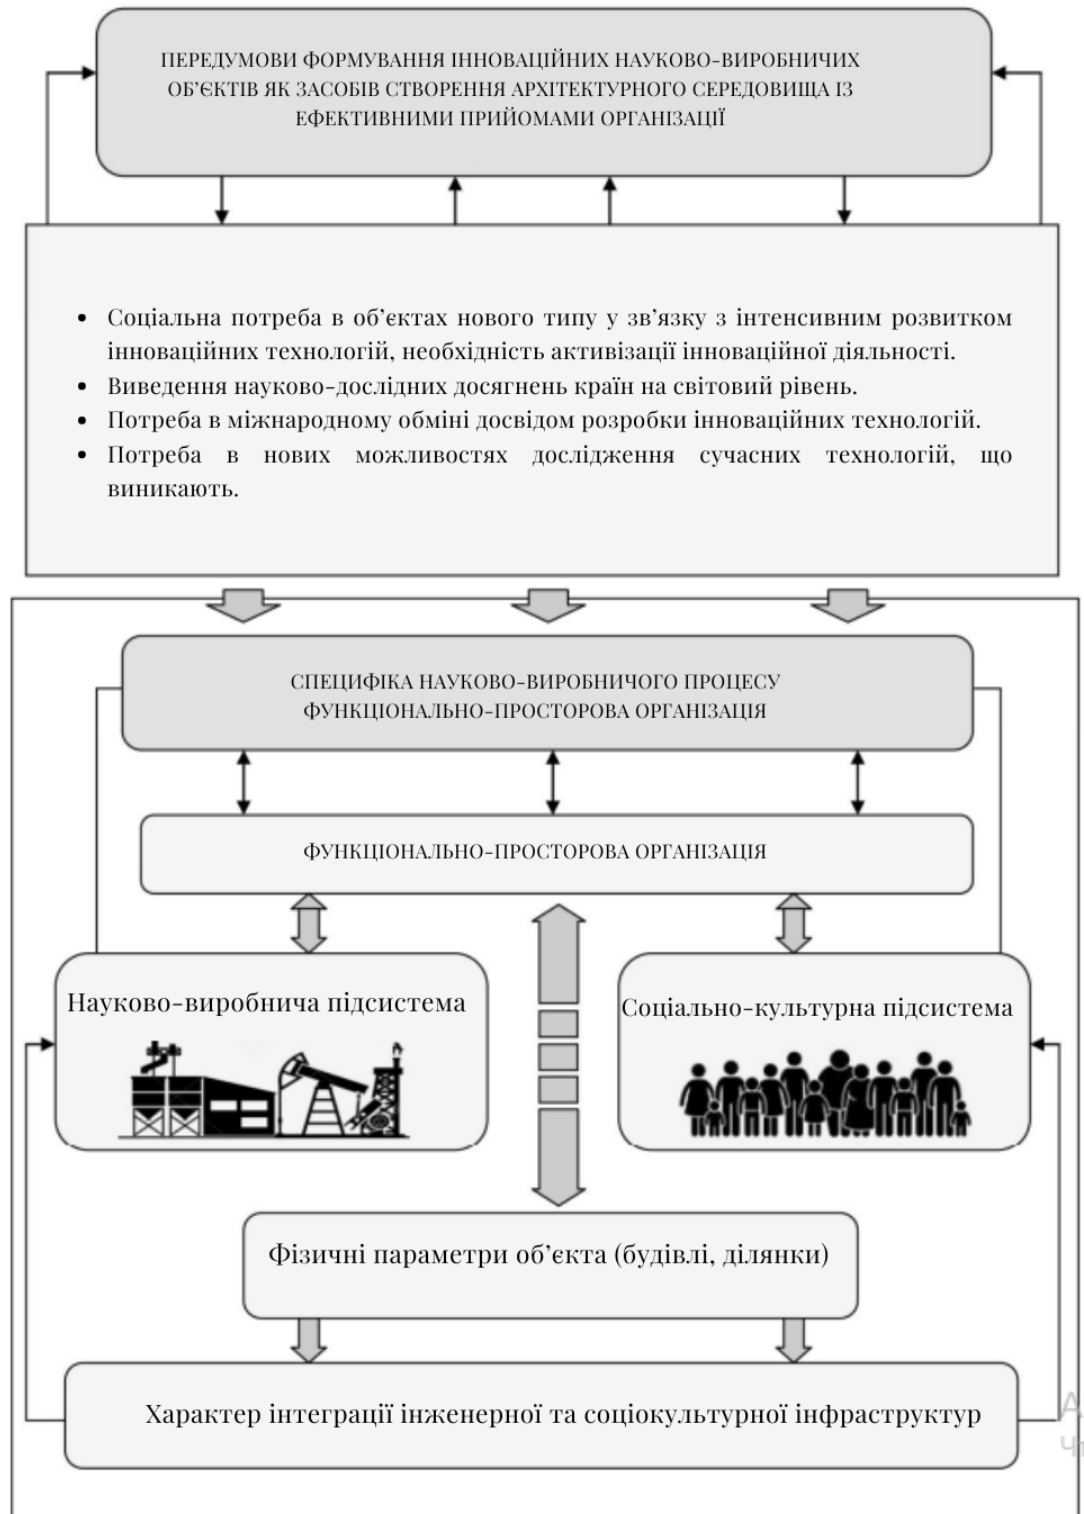 ПЕРЕДУМОВИ ФОРМУВАННЯ ІННОВАЦІЙНИХ НАУКОВО-ВИРОБНИЧИХ
ОБ’ЄКТІВ ЯК ЗАСОБІВ СТВОРЕННЯ АРХІТЕКТУРНОГО СЕРЕДОВИЩА ІЗ
ЕФЕКТИВНИМИ ПРИЙОМАМИ ОРГАНІЗАЦІЇ
• Соціальна потреба в об’єктах нового типу у зв’язку з інтенсивним розвитком
інноваційних технологій, необхідність активізації інноваційної діяльності.
• Виведення науково-дослідних досягнень країн на світовий рівень.
• Потреба в міжнародному обміні досвідом розробки інноваційних технологій.
• Потреба в нових можливостях дослідження сучасних технологій, що
виникають.
СПЕЦИФІКА НАУКОВО-ВИРОБНИЧОГО ПРОЦЕСУ
ФУНКЦІОНАЛЬНО-ПРОСТОРОВА ОРГАНІЗАЦІЯ
ФУНКЦІОНАЛЬНО-ПРОСТОРОВА ОРГАНІЗАЦІЯ
Науково-виробнича підсистема
Соціально-культурна підсистема
Фізичні параметри об’єкта (будівлі, ділянки)
Характер інтеграції інженерної та соціокультурної інфраструктур